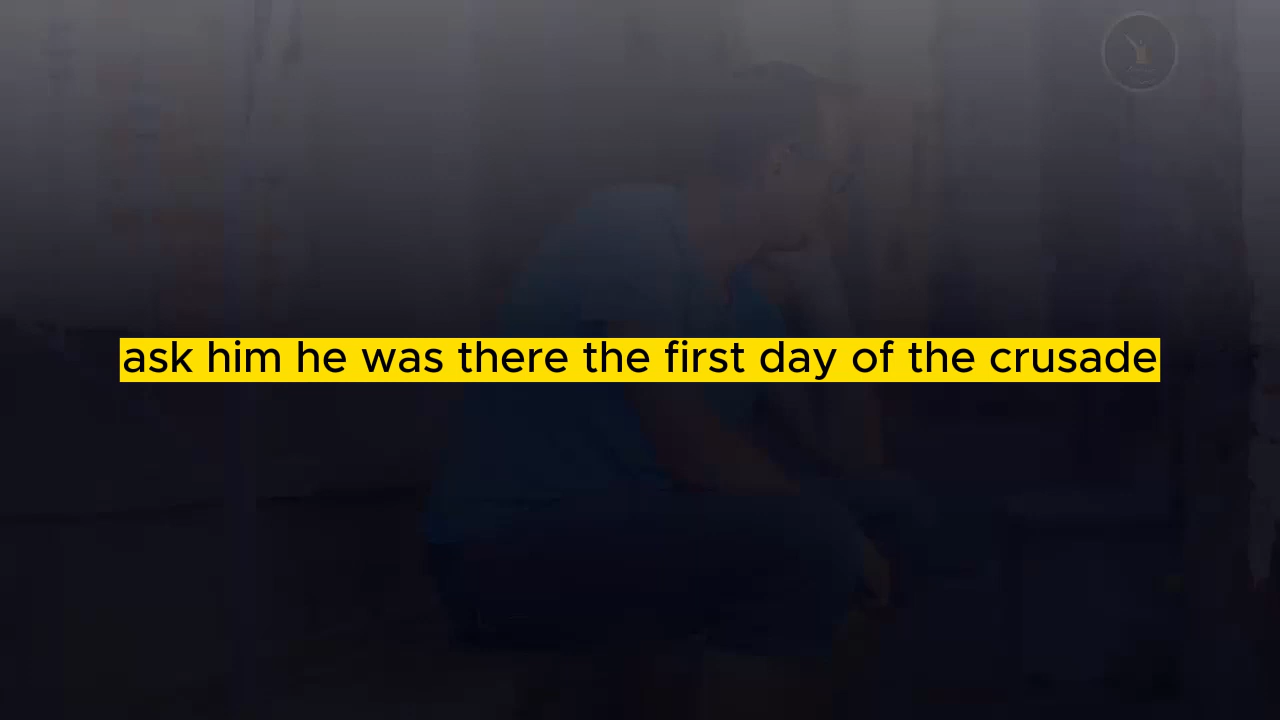 ask him he was there the first day of the crusade